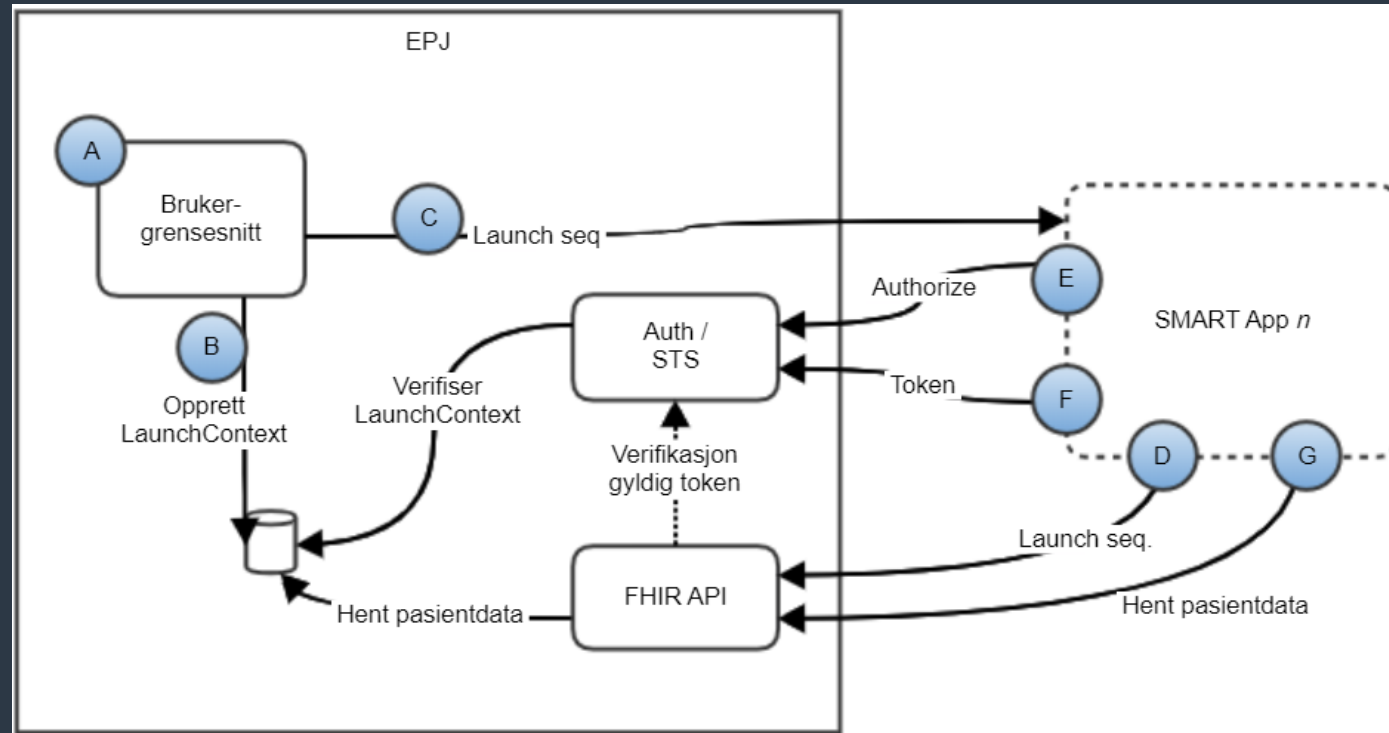 EPJ
A
Bruker-
grensesnitt
C
Launch seq
B
Opprett
LaunchContext
Verifiser
LaunchContext
Auth /
STS
Authorize
E
SMART App n
Token
F
Verifikasjon
gyldig token
D
G
Launch seq.
FHIR API
Hent pasientdata
Hent pasientdata